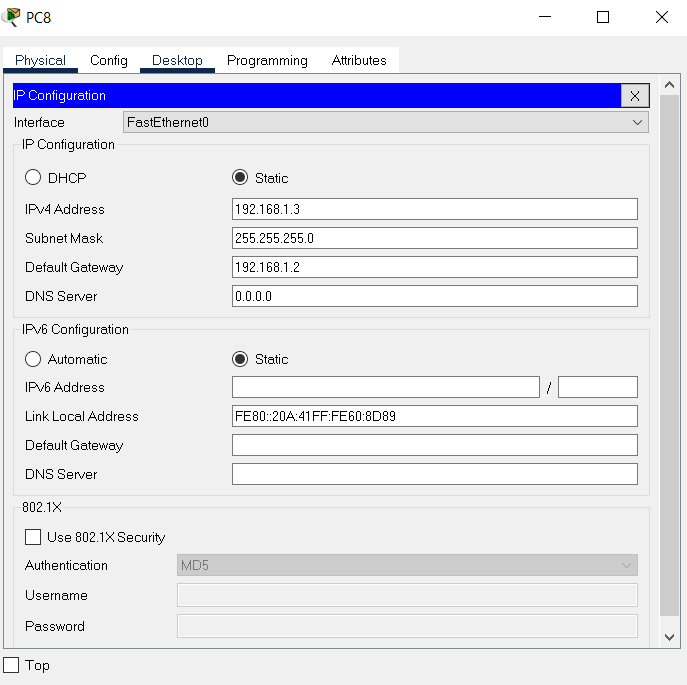 PC8
Physical Config Desktop Programming Attributes
IP Configuration X
Interface FastEthernet0
IP Configuration
DHCP Static
IPv4 Address 192.168.1.3
Subnet Mask 255.255.255.0
Default Gateway 192.168.1.2
DNS Server 0.0.0.0
IPv6 Configuration
Automatic Static
IPv6 Address /
Link Local Address FE80::20A:41FF:FE60:8D89
Default Gateway
DNS Server
802.1X
Use 802.1X Security
Authentication MD5
Username
Password
Top